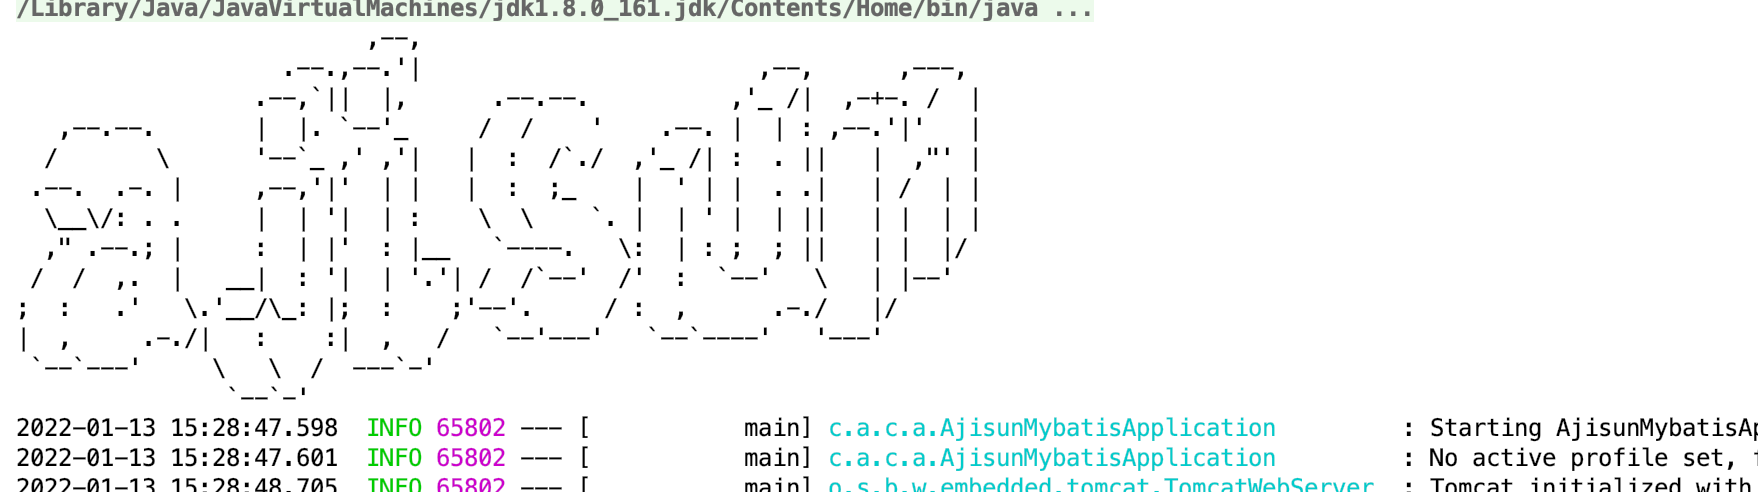 /Library/Java/JavaVirtualMachines/jdk1.8.0_161.jdk/Contents/Home/bin/java ...
ajisun
2022-01-13 15:28:47.598  INFO 65802 --- [           main] c.a.c.a.AjisunMybatisApplication         : Starting AjisunMybatisAp
2022-01-13 15:28:47.601  INFO 65802 --- [           main] c.a.c.a.AjisunMybatisApplication         : No active profile set, f
2022-01-13 15:28:48.705  INFO 65802 --- [           main] o.s.b.w.embedded.tomcat.TomcatWebServer  : Tomcat initialized with